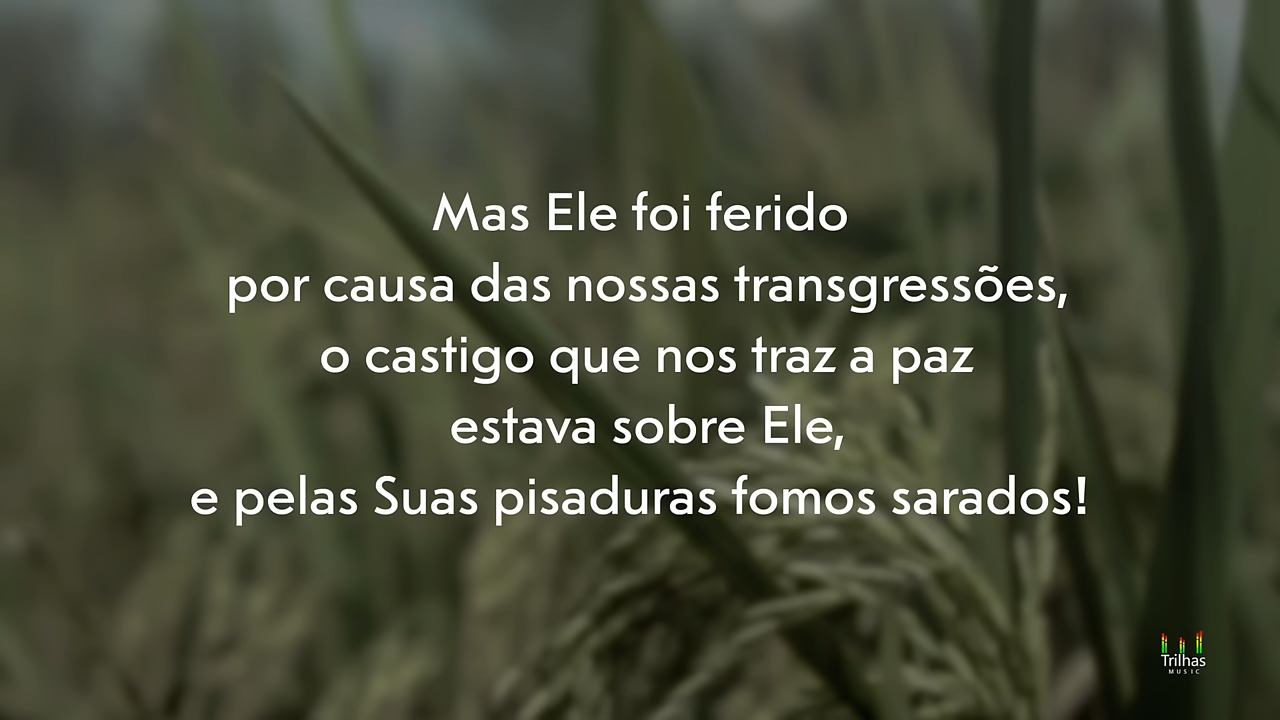 Mas Ele foi ferido
por causa das nossas transgressões,
o castigo que nos traz a paz
estava sobre Ele,
e pelas Suas pisaduras fomos sarados!
Trilhas
MUSIC